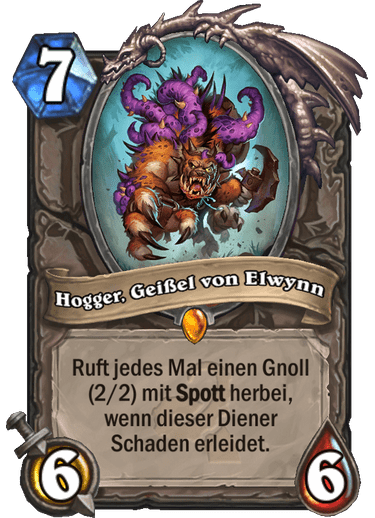 7
Hogger, Geißel von Elwynn
Ruft jedes Mal einen Gnoll
(2/2) mit Spott herbei,
wenn dieser Diener
Schaden erleidet.
6
6